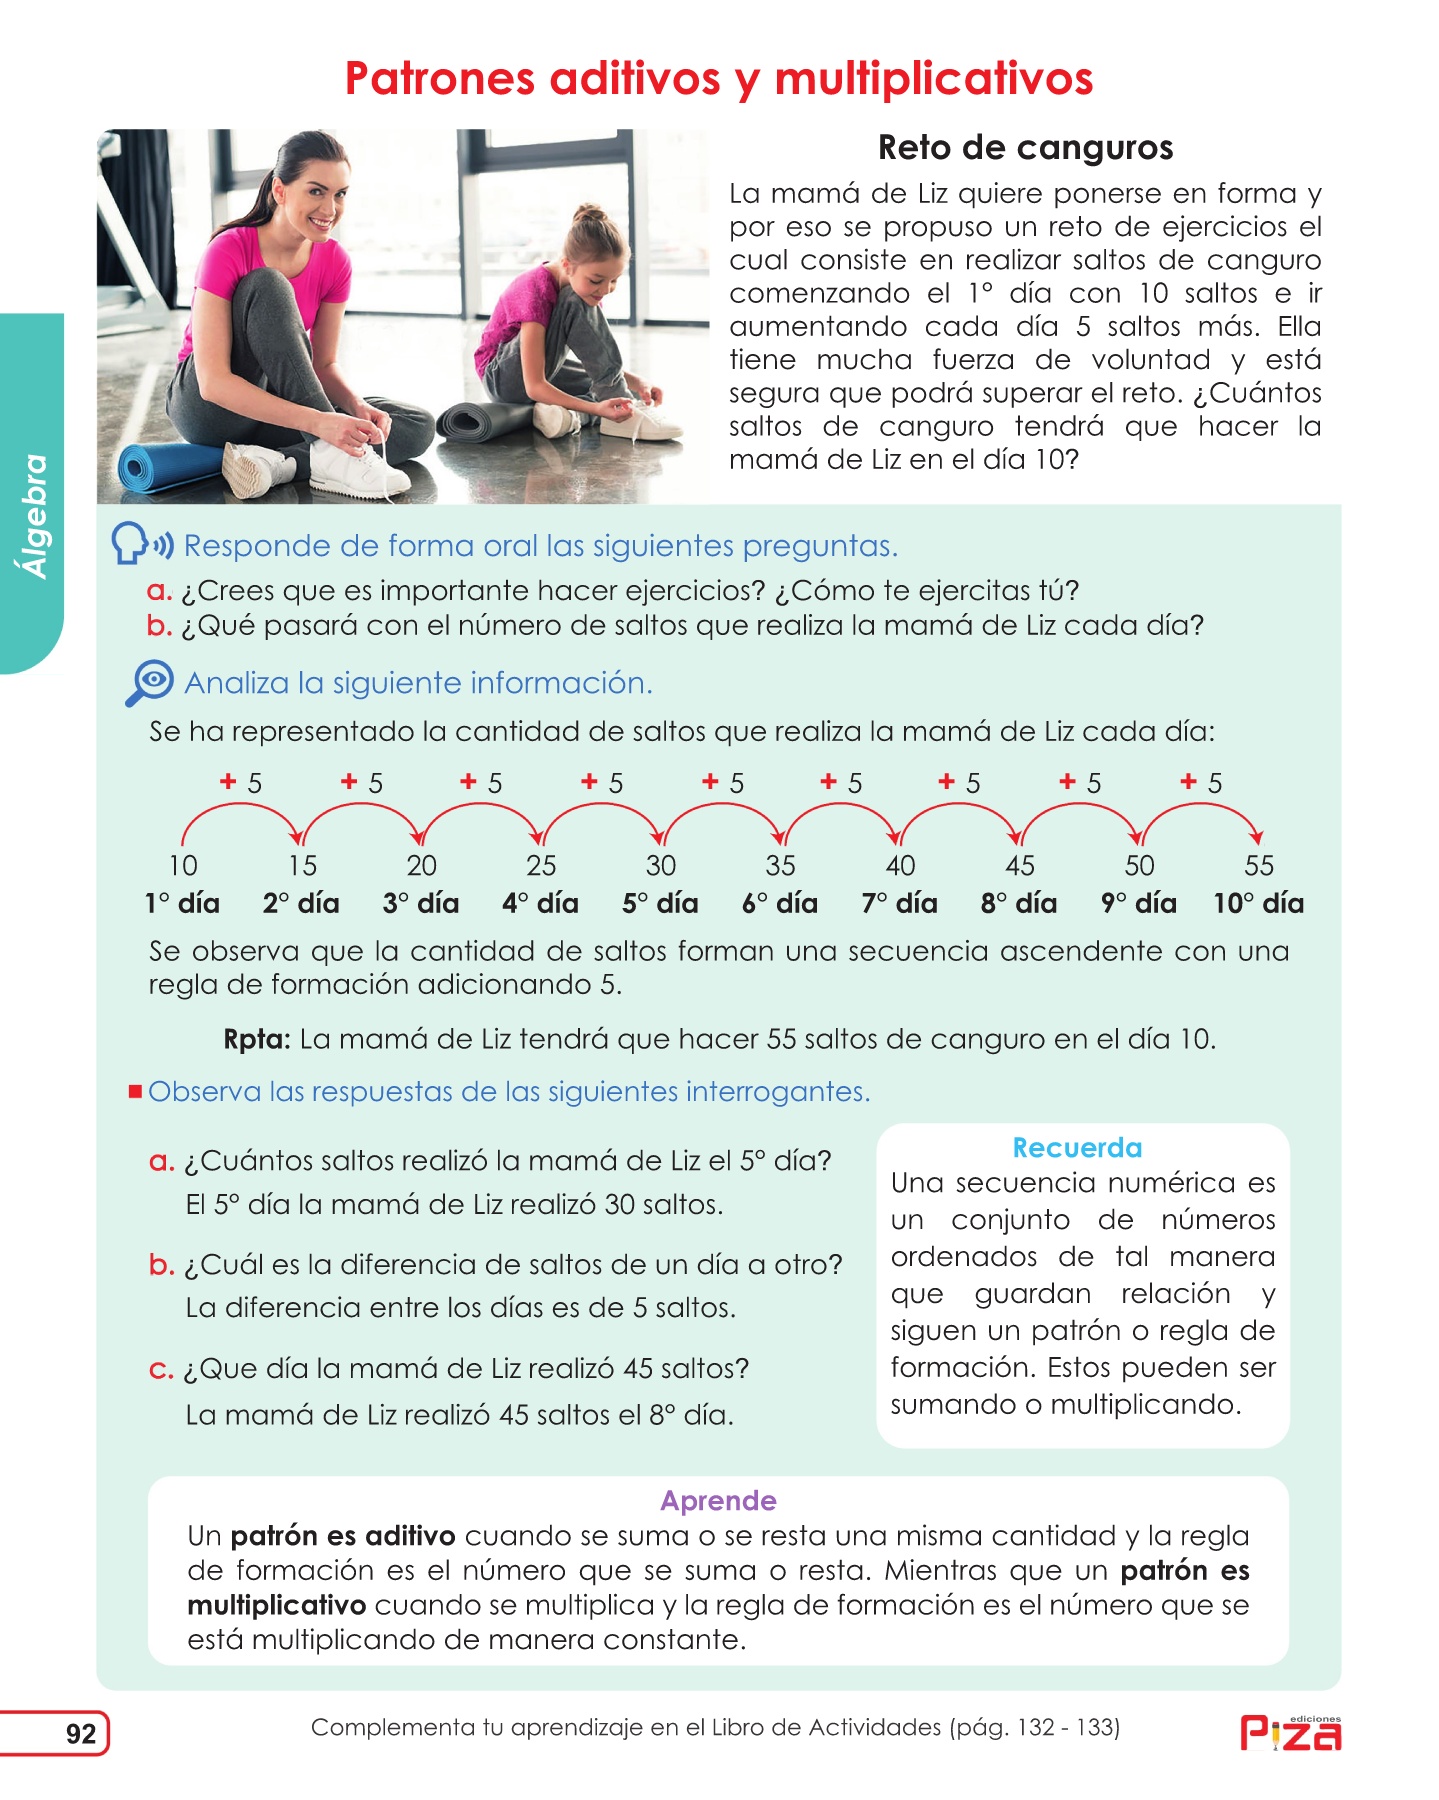 Patrones aditivos y multiplicativos
Reto de canguros
La mamá de Liz quiere ponerse en forma y
por eso se propuso un reto de ejercicios el
cual consiste en realizar saltos de canguro
comenzando el 1° día con 10 saltos e ir
aumentando cada día 5 saltos más. Ella
tiene mucha fuerza de voluntad y está
segura que podrá superar el reto. ¿Cuántos
saltos de canguro tendrá que hacer la
mamá de Liz en el día 10?
Álgebra
Responde de forma oral las siguientes preguntas.
a. ¿Crees que es importante hacer ejercicios? ¿Cómo te ejercitas tú?
b. ¿Qué pasará con el número de saltos que realiza la mamá de Liz cada día?
Analiza la siguiente información.
Se ha representado la cantidad de saltos que realiza la mamá de Liz cada día:
+ 5 + 5 + 5 + 5 + 5 + 5 + 5 + 5 + 5
10 15 20 25 30 35 40 45 50 55
1° día 2° día 3° día 4° día 5° día 6° día 7° día 8° día 9° día 10° día
Se observa que la cantidad de saltos forman una secuencia ascendente con una
regla de formación adicionando 5.
Rpta: La mamá de Liz tendrá que hacer 55 saltos de canguro en el día 10.
Observa las respuestas de las siguientes interrogantes.
a. ¿Cuántos saltos realizó la mamá de Liz el 5° día?
El 5° día la mamá de Liz realizó 30 saltos.
b. ¿Cuál es la diferencia de saltos de un día a otro?
La diferencia entre los días es de 5 saltos.
c. ¿Que día la mamá de Liz realizó 45 saltos?
La mamá de Liz realizó 45 saltos el 8° día.
Recuerda
Una secuencia numérica es
un conjunto de números
ordenados de tal manera
que guardan relación y
siguen un patrón o regla de
formación. Estos pueden ser
sumando o multiplicando.
Aprende
Un patrón es aditivo cuando se suma o se resta una misma cantidad y la regla
de formación es el número que se suma o resta. Mientras que un patrón es
multiplicativo cuando se multiplica y la regla de formación es el número que se
está multiplicando de manera constante.
92
Complementa tu aprendizaje en el Libro de Actividades (pág. 132 - 133)
ediciones
Piza